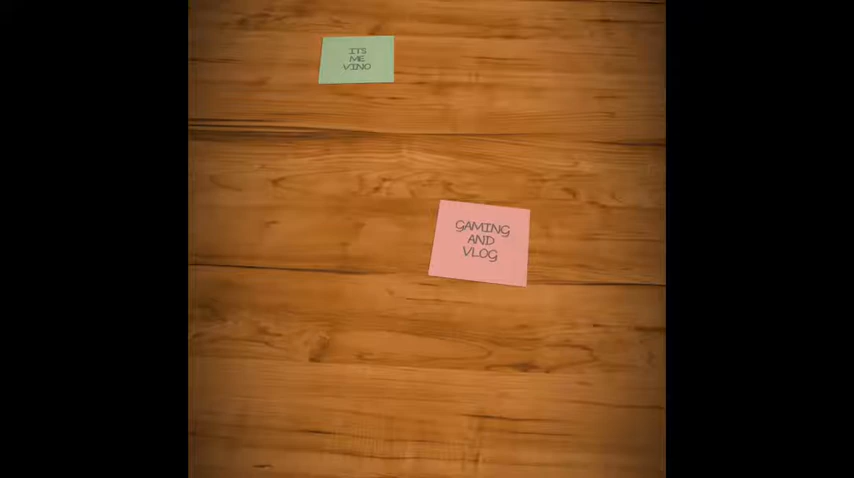 ITS
ME
VINO
GAMING
AND
VLOG